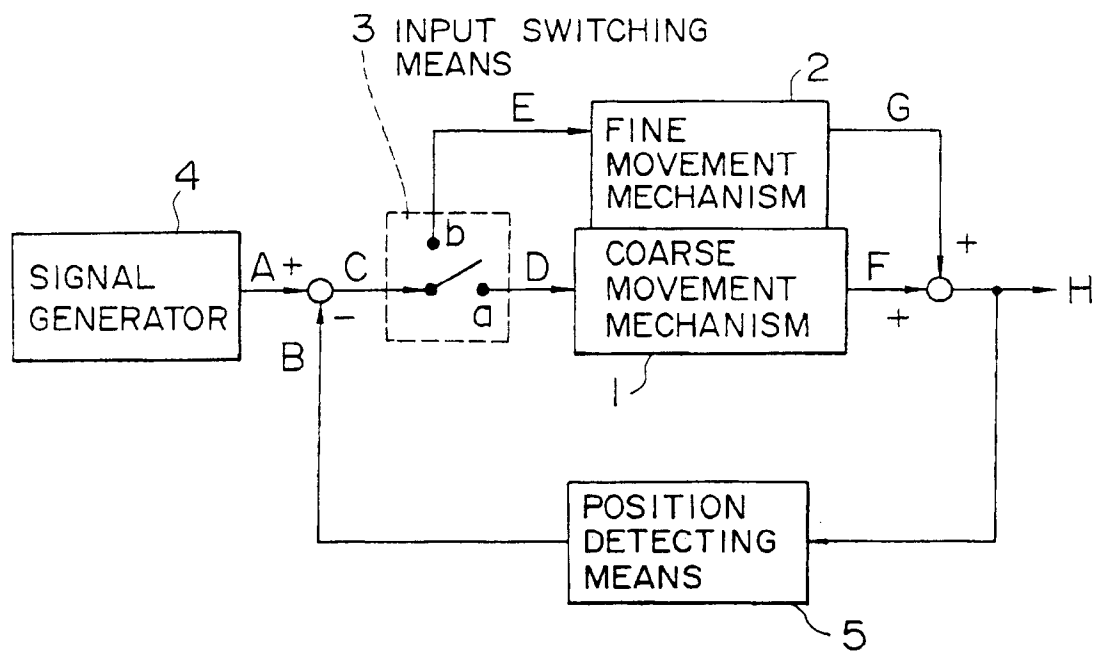 3 INPUT SWITCHING
MEANS
2
E
G
FINE
MOVEMENT
MECHANISM
4
b
+
SIGNAL
GENERATOR
A +
C
D
COARSE
MOVEMENT
MECHANISM
F
H
a
-
+
B
1
POSITION
DETECTING
MEANS
5